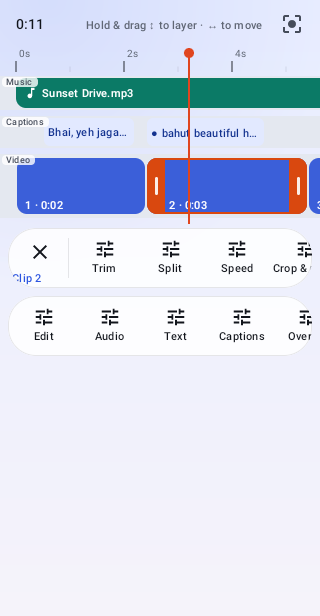 0:11
Hold & drag ↕ to layer · ↔ to move
0s
2s
4s
Music
Sunset Drive.mp3
Captions
Bhai, yeh jaga...
● bahut beautiful h...
Video
1 · 0:02
2 · 0:03
3
Clip 2
Trim
Split
Speed
Crop &
Edit
Audio
Text
Captions
Over